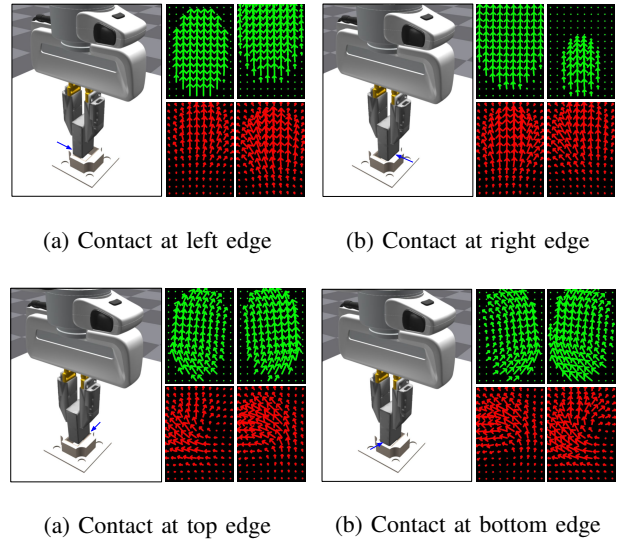 (a) Contact at left edge
(b) Contact at right edge
(a) Contact at top edge
(b) Contact at bottom edge